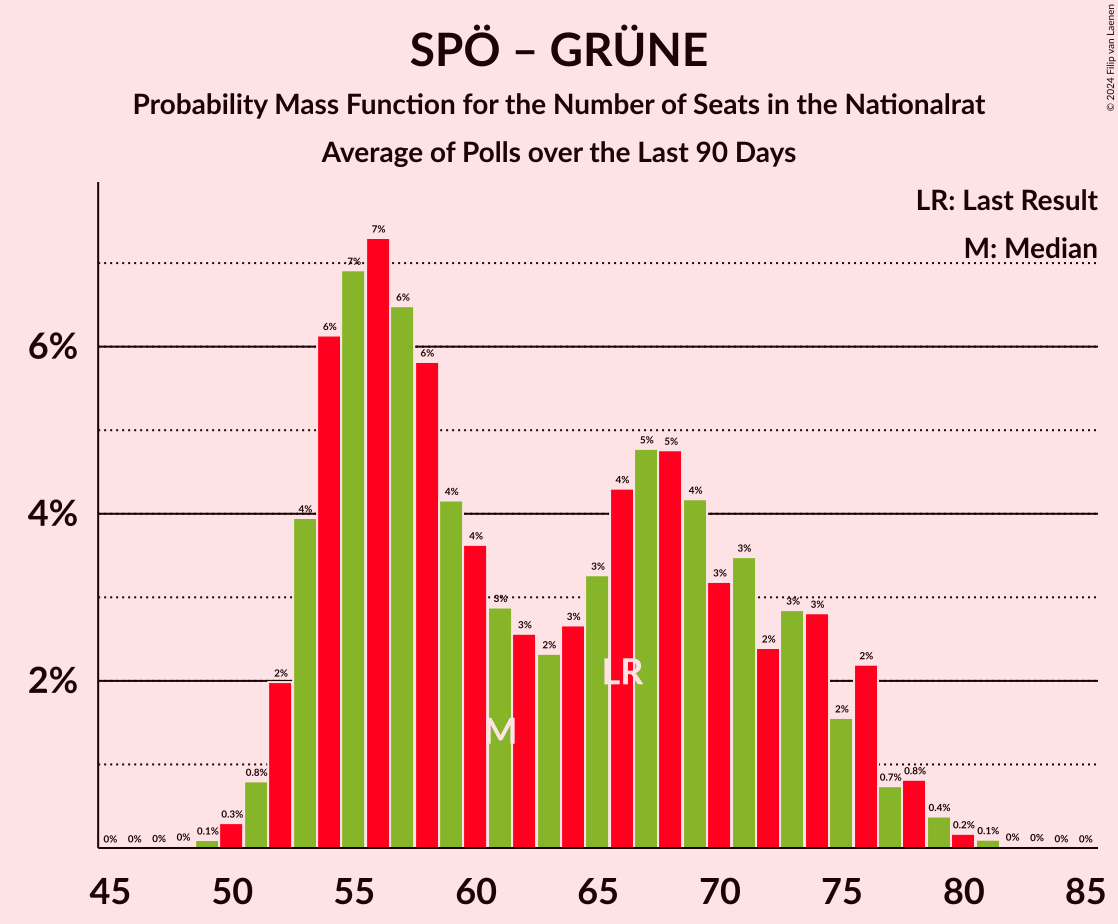 SPÖ – GRÜNE
Probability Mass Function for the Number of Seats in the Nationalrat
Average of Polls over the Last 90 Days
© 2024 Filip van Laenen
LR: Last Result
M: Median
6%
4%
2%
0% 0% 0% 0% 0.1% 0.3% 0.8% 2% 4% 6% 7% 7% 6% 6% 4% 4% 3% 3% 2% 3% 3% 4% 5% 5% 4% 3% 3% 2% 3% 3% 2% 2% 0.7% 0.8% 0.4% 0.2% 0.1% 0% 0% 0% 0%
LR
M
45 50 55 60 65 70 75 80 85